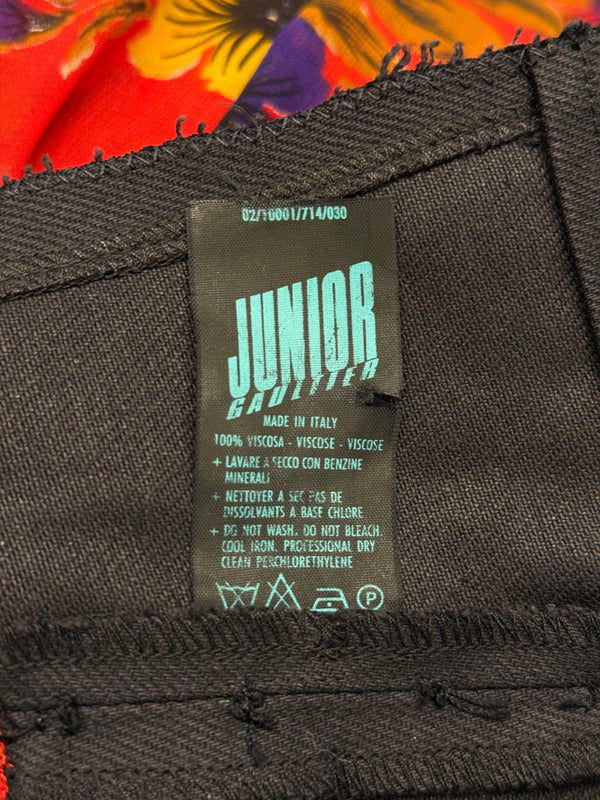 02/10001/714/030
JUNIOR
GAULTIER
MADE IN ITALY
100% VISCOSA - VISCOSE - VISCOSE
+ LAVARE A SECCO CON BENZINE
MINERALI
+ NETTOYER A SEC PAS DE
DISSOLVANTS A BASE CHLORE
+ DO NOT WASH. DO NOT BLEACH.
COOL IRON. PROFESSIONAL DRY
CLEAN PERCHLORETHYLENE
P